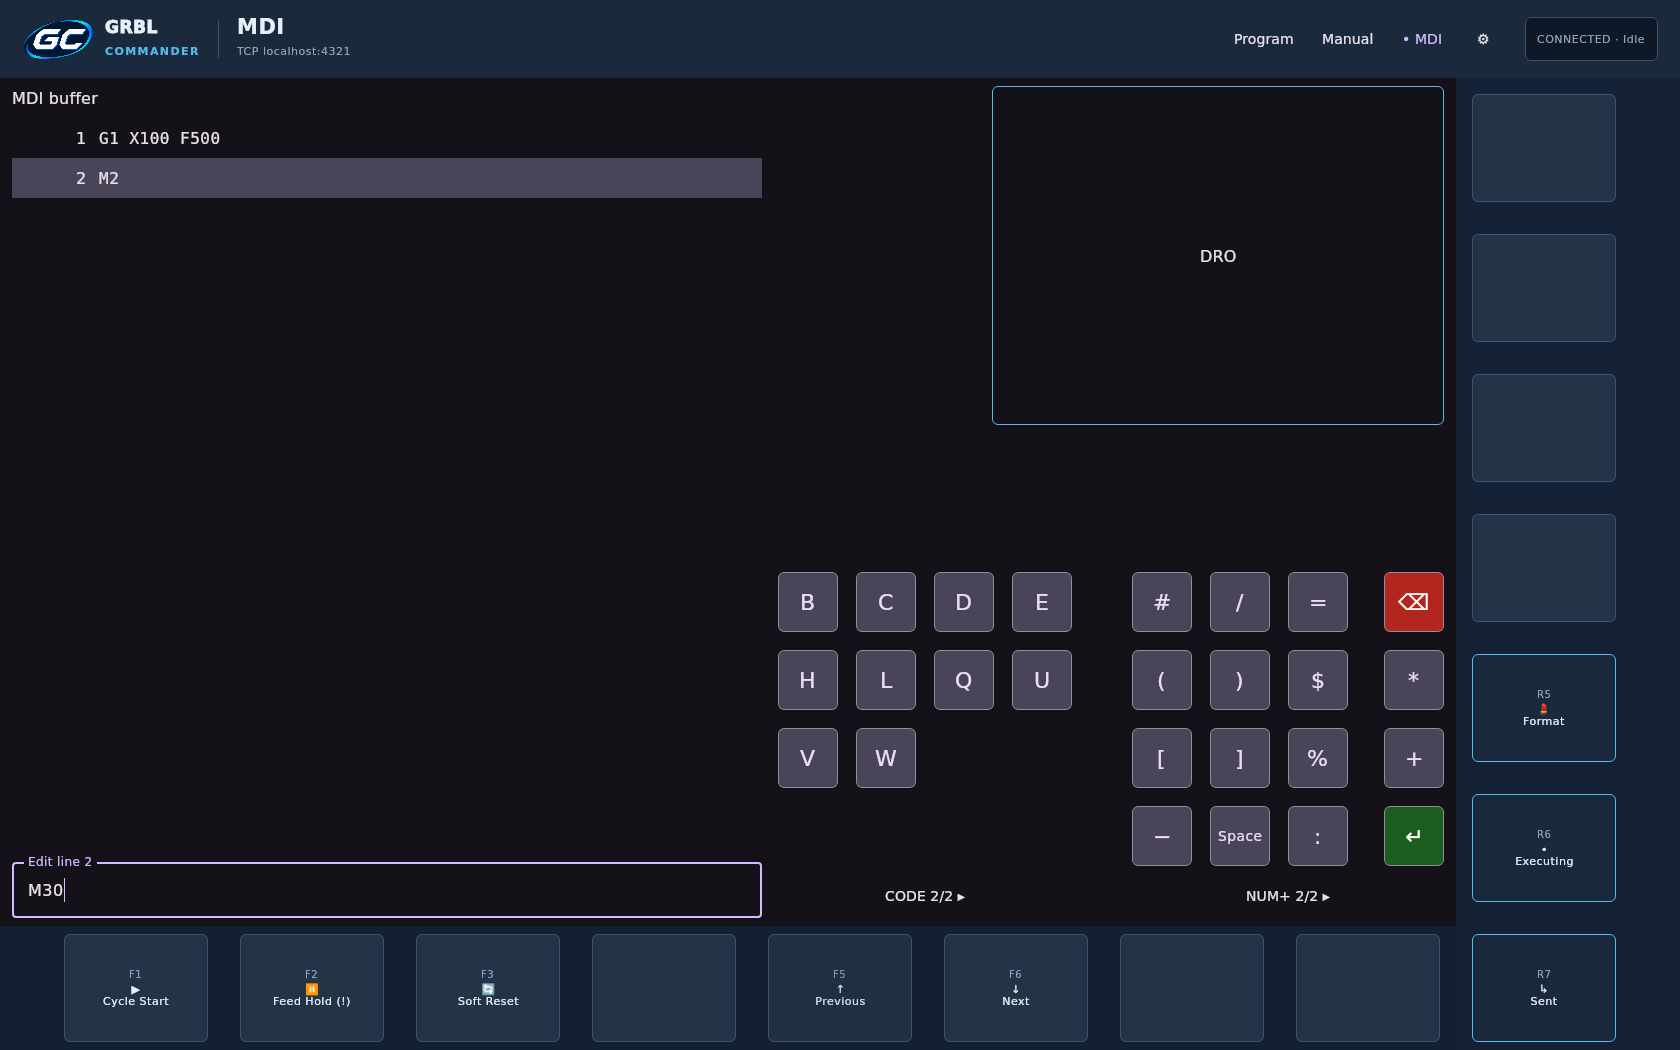 GC
GRBL
COMMANDER
MDI
TCP localhost:4321
Program Manual • MDI ⚙ CONNECTED · Idle
MDI buffer
1 G1 X100 F500
2 M2
DRO
B C D E # / = ⌫
H L Q U ( ) $ *
V W [ ] % +
− Space : ↵
Edit line 2
M30
CODE 2/2 ▸ NUM+ 2/2 ▸
R5
Format
R6
•
Executing
R7
↳
Sent
F1
▶
Cycle Start
F2
⏸
Feed Hold (!)
F3
🔄
Soft Reset
F5
↑
Previous
F6
↓
Next